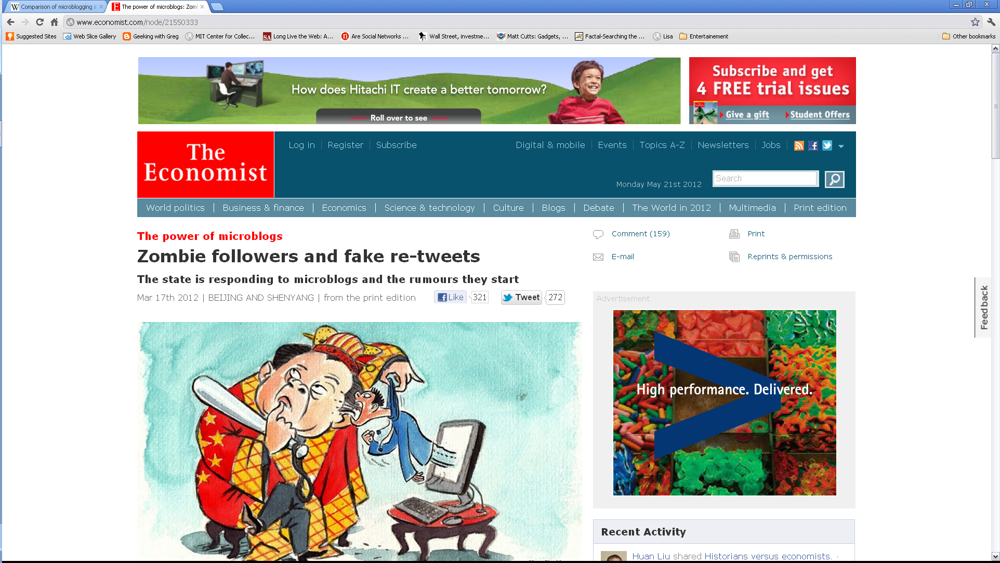 Comparison of microblogging s
The power of microblogs: Zom
www.economist.com/node/21550333
Suggested Sites
Web Slice Gallery
Geeking with Greg
MIT Center for Collec...
Long Live the Web: A...
Are Social Networks ...
Wall Street, investme...
Matt Cutts: Gadgets, ...
Factal-Searching the ...
Lisa
Entertainement
Other bookmarks
How does Hitachi IT create a better tomorrow?
Roll over to see
Subscribe and get
4 FREE trial issues
Give a gift
Student Offers
The
Economist
Log in
Register
Subscribe
Digital & mobile
Events
Topics A-Z
Newsletters
Jobs
Monday May 21st 2012
Search
World politics
Business & finance
Economics
Science & technology
Culture
Blogs
Debate
The World in 2012
Multimedia
Print edition
The power of microblogs
Zombie followers and fake re-tweets
The state is responding to microblogs and the rumours they start
Mar 17th 2012 | BEIJING AND SHENYANG | from the print edition
Like
321
Tweet
272
Comment (159)
Print
E-mail
Reprints & permissions
Feedback
Advertisement
High performance. Delivered.
Recent Activity
Huan Liu shared Historians versus economists. ·